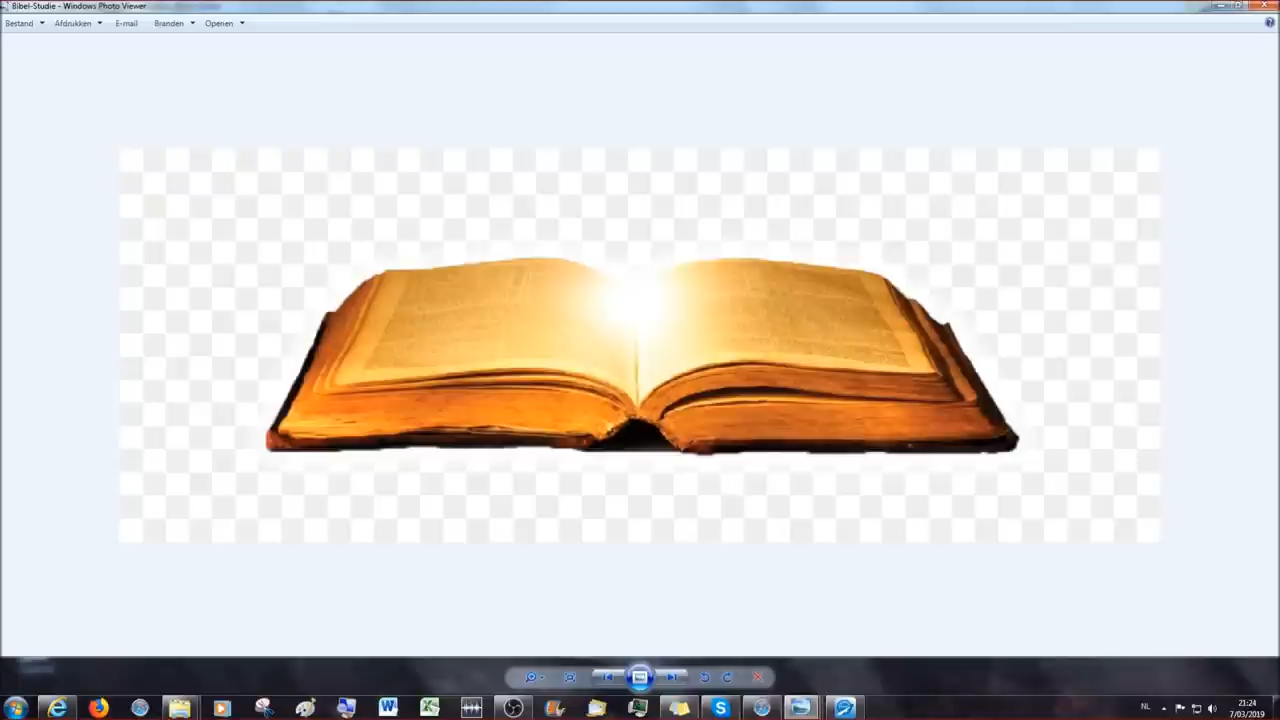 Bibel-Studie - Windows Photo Viewer
Bestand Afdrukken E-mail Branden Openen
NL
21:24
7/03/2019